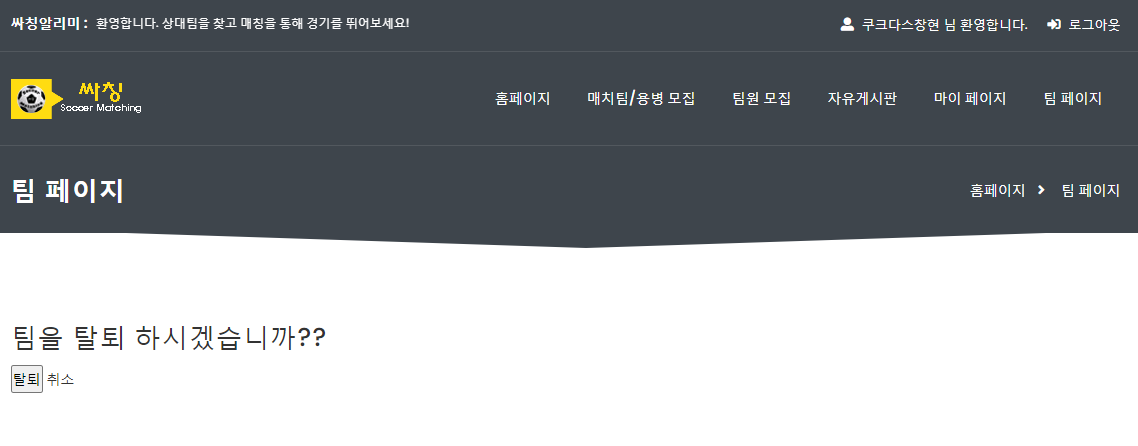 싸칭알리미 : 환영합니다. 상대팀을 찾고 매칭을 통해 경기를 뛰어보세요!
쿠크다스창현 님 환영합니다. 로그아웃
싸칭
Soccer Matching
홈페이지 매치팀/용병 모집 팀원 모집 자유게시판 마이 페이지 팀 페이지
팀 페이지
홈페이지 > 팀 페이지
팀을 탈퇴 하시겠습니까??
탈퇴 취소